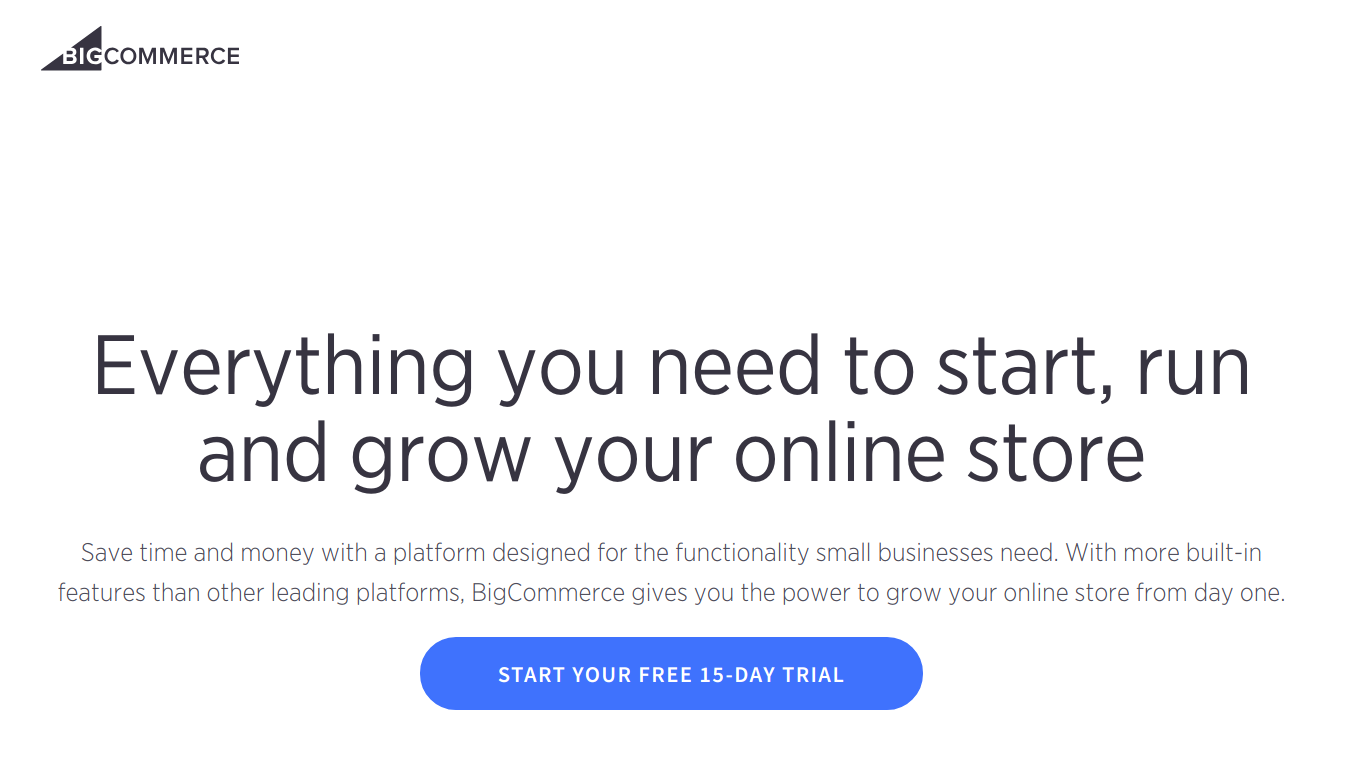 BIGCOMMERCE
Everything you need to start, run
and grow your online store
Save time and money with a platform designed for the functionality small businesses need. With more built-in
features than other leading platforms, BigCommerce gives you the power to grow your online store from day one.
START YOUR FREE 15-DAY TRIAL